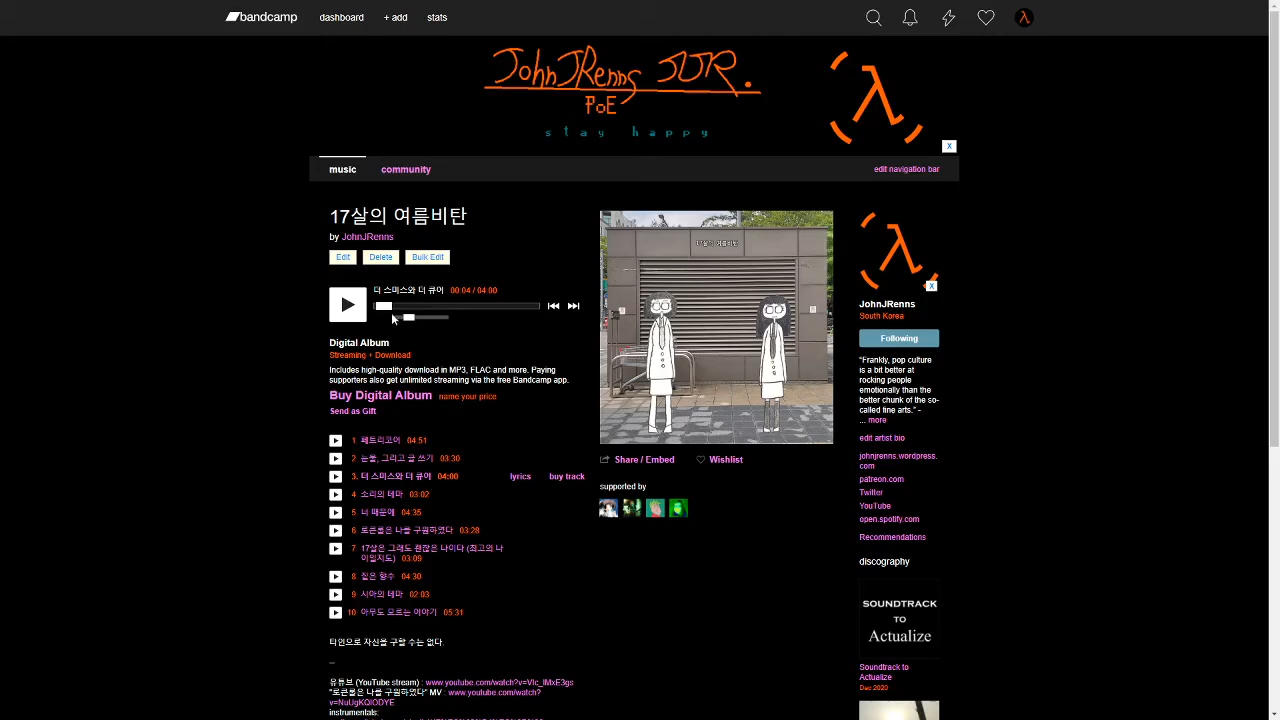 bandcamp dashboard + add stats λ
JohnJRenns JJR.
PoE
stay happy
λ
X
music community edit navigation bar
17살의 여름비탄
by JohnJRenns
Edit Delete Bulk Edit
더 스미스와 더 큐어 00:04 / 04:00
Digital Album
Streaming + Download
Includes high-quality download in MP3, FLAC and more. Paying
supporters also get unlimited streaming via the free Bandcamp app.
Buy Digital Album name your price
Send as Gift
1 페트리코어 04:51
2 눈물, 그리고 글 쓰기 03:30
3. 더 스미스와 더 큐어 04:00 lyrics buy track
4 소리의 테마 03:02
5 너 때문에 04:35
6 로큰롤은 나를 구원하였다 03:28
7 17살은 그래도 괜찮은 나이다 (최고의 나
이일지도) 03:09
8 짙은 향수 04:30
9 시아의 테마 02:03
10 아무도 모르는 이야기 05:31
타인으로 자신을 구할 수는 없다.
_
유튜브 (YouTube stream) : www.youtube.com/watch?v=VIc_IMxE3gs
"로큰롤은 나를 구원하였다" MV : www.youtube.com/watch?
v=NuUgKQlODYE
instrumentals:
17살의 여름비탄
Share / Embed Wishlist
supported by
λ
X
JohnJRenns
South Korea
Following
"Frankly, pop culture
is a bit better at
rocking people
emotionally than the
better chunk of the so-
called fine arts." -
... more
edit artist bio
johnjrenns.wordpress.
com
patreon.com
Twitter
YouTube
open.spotify.com
Recommendations
discography
SOUNDTRACK
TO
Actualize
Soundtrack to
Actualize
Dec 2020